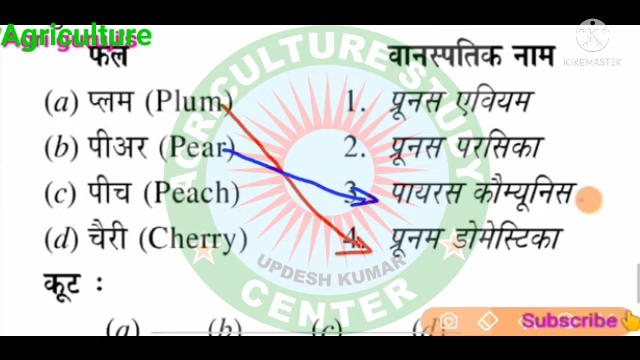 Agriculture
फल वानस्पतिक नाम
KINEMASTER
(a) प्लम (Plum) 1. प्रूनस एवियम
(b) पीअर (Pear) 2. प्रूनस परसिका
(c) पीच (Peach) 3. पायरस कौम्यूनिस
(d) चैरी (Cherry) 4. प्रूनम डोमेस्टिका
कूट :
(a) (b) (c) (d)
AGRICULTURE STUDY
UPDESH KUMAR
CENTER
Subscribe